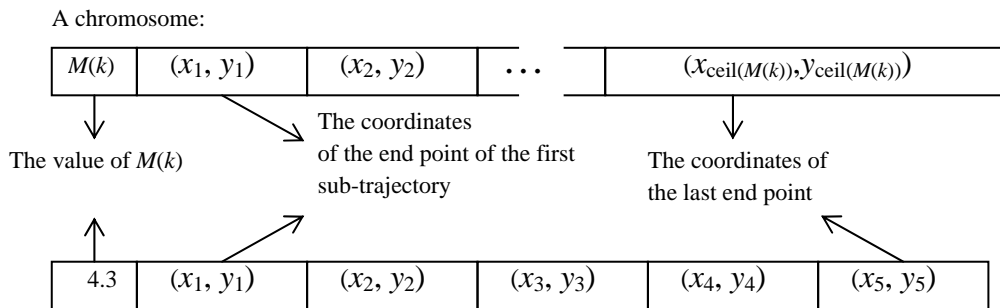 A chromosome:
M(k) (x₁, y₁) (x₂, y₂) … (x_ceil(M(k)),y_ceil(M(k)))
The coordinates
of the end point of the first
sub-trajectory
The value of M(k)
The coordinates of
the last end point
4.3 (x₁, y₁) (x₂, y₂) (x₃, y₃) (x₄, y₄) (x₅, y₅)